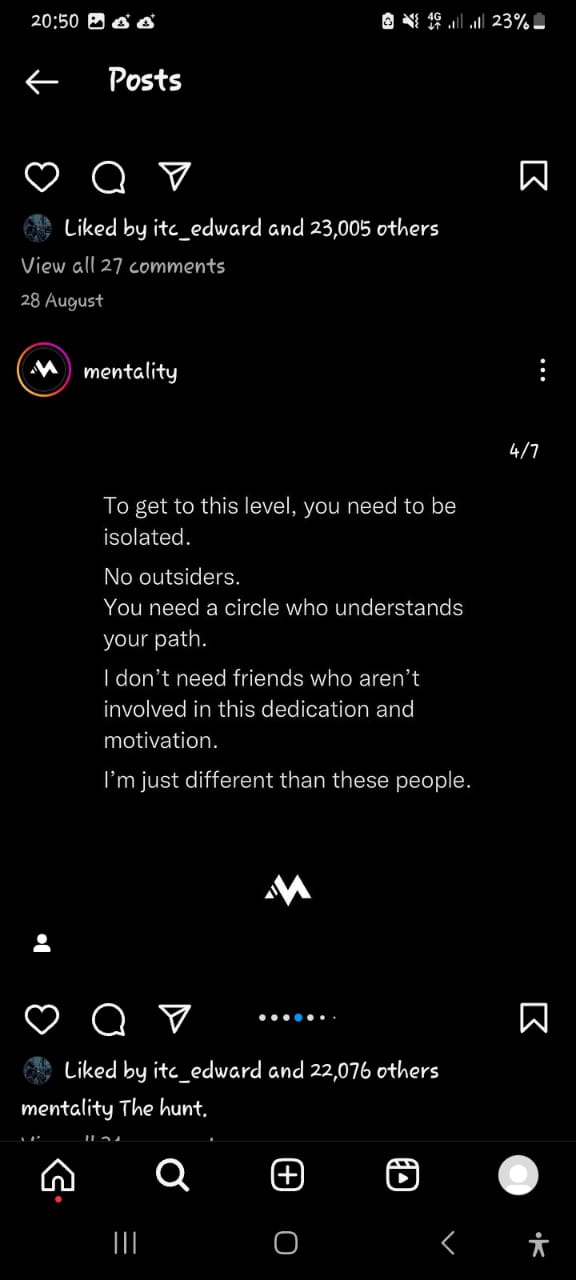 20:50 4G 23%
Posts
Liked by itc_edward and 23,005 others
View all 27 comments
28 August
mentality
4/7
To get to this level, you need to be
isolated.
No outsiders.
You need a circle who understands
your path.
I don't need friends who aren't
involved in this dedication and
motivation.
I'm just different than these people.
Liked by itc_edward and 22,076 others
mentality The hunt.